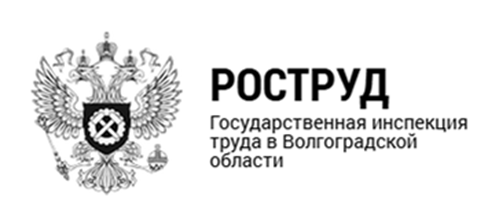 РОСТРУД
Государственная инспекция
труда в Волгоградской
области